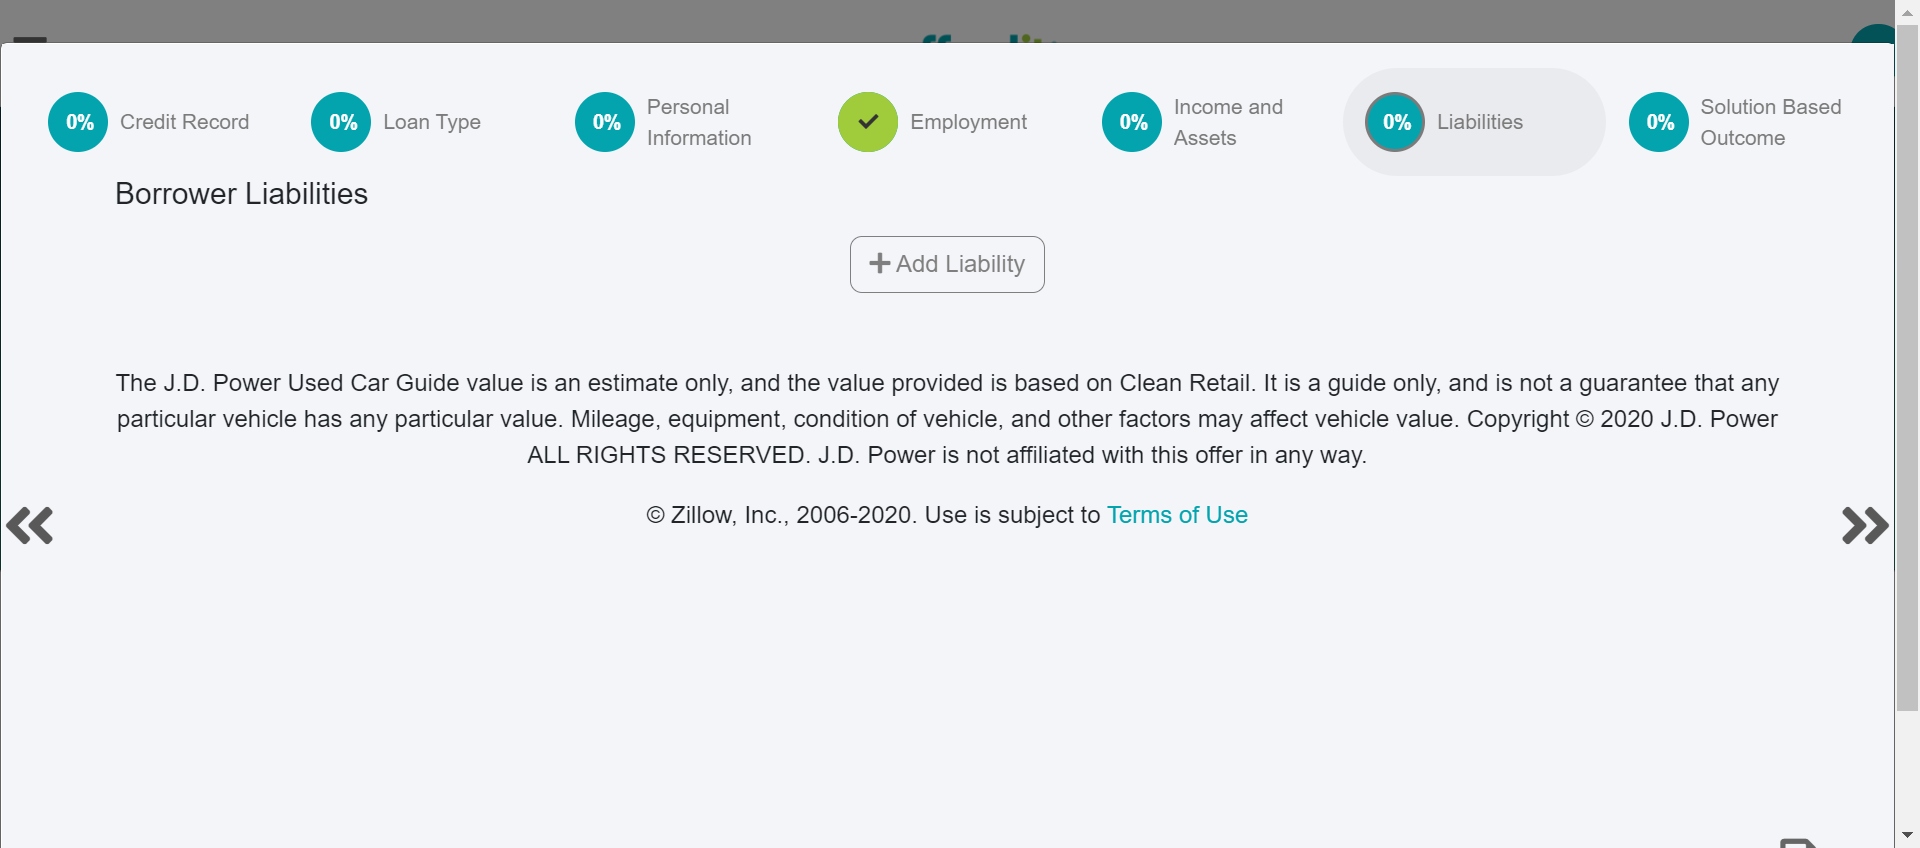 0% Credit Record
0% Loan Type
0% Personal
Information
Employment
0% Income and
Assets
0% Liabilities
0% Solution Based
Outcome
Borrower Liabilities
Add Liability
The J.D. Power Used Car Guide value is an estimate only, and the value provided is based on Clean Retail. It is a guide only, and is not a guarantee that any
particular vehicle has any particular value. Mileage, equipment, condition of vehicle, and other factors may affect vehicle value. Copyright © 2020 J.D. Power
ALL RIGHTS RESERVED. J.D. Power is not affiliated with this offer in any way.
© Zillow, Inc., 2006-2020. Use is subject to Terms of Use